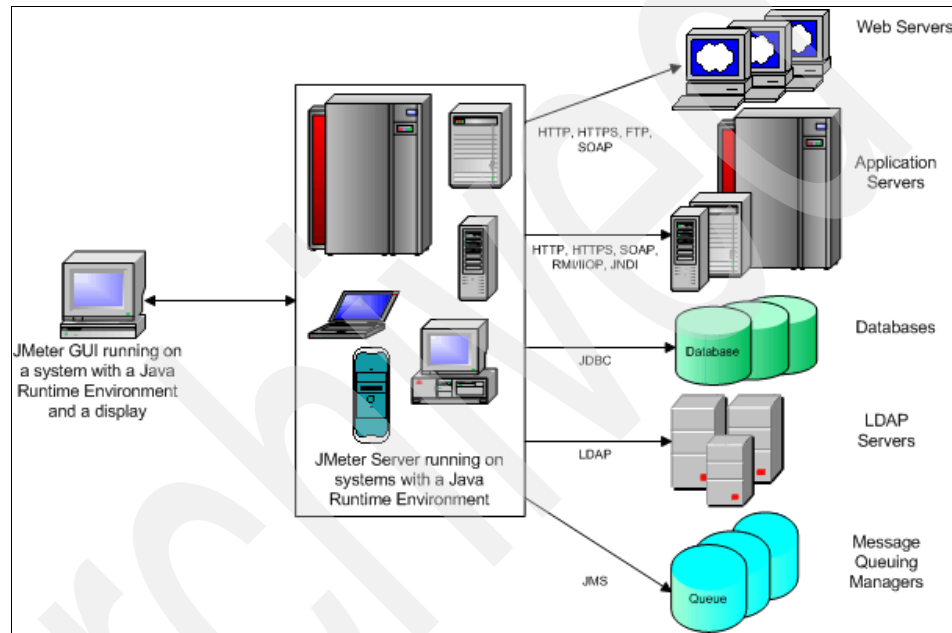 Web Servers
HTTP, HTTPS, FTP,
SOAP
Application
Servers
HTTP, HTTPS, SOAP,
RMI/IIOP, JNDI
JMeter GUI running on
a system with a Java
Runtime Environment
and a display
JMeter Server running on
systems with a Java
Runtime Environment
Databases
Database
JDBC
LDAP
Servers
LDAP
Message
Queuing
Managers
JMS
Queue
rchived